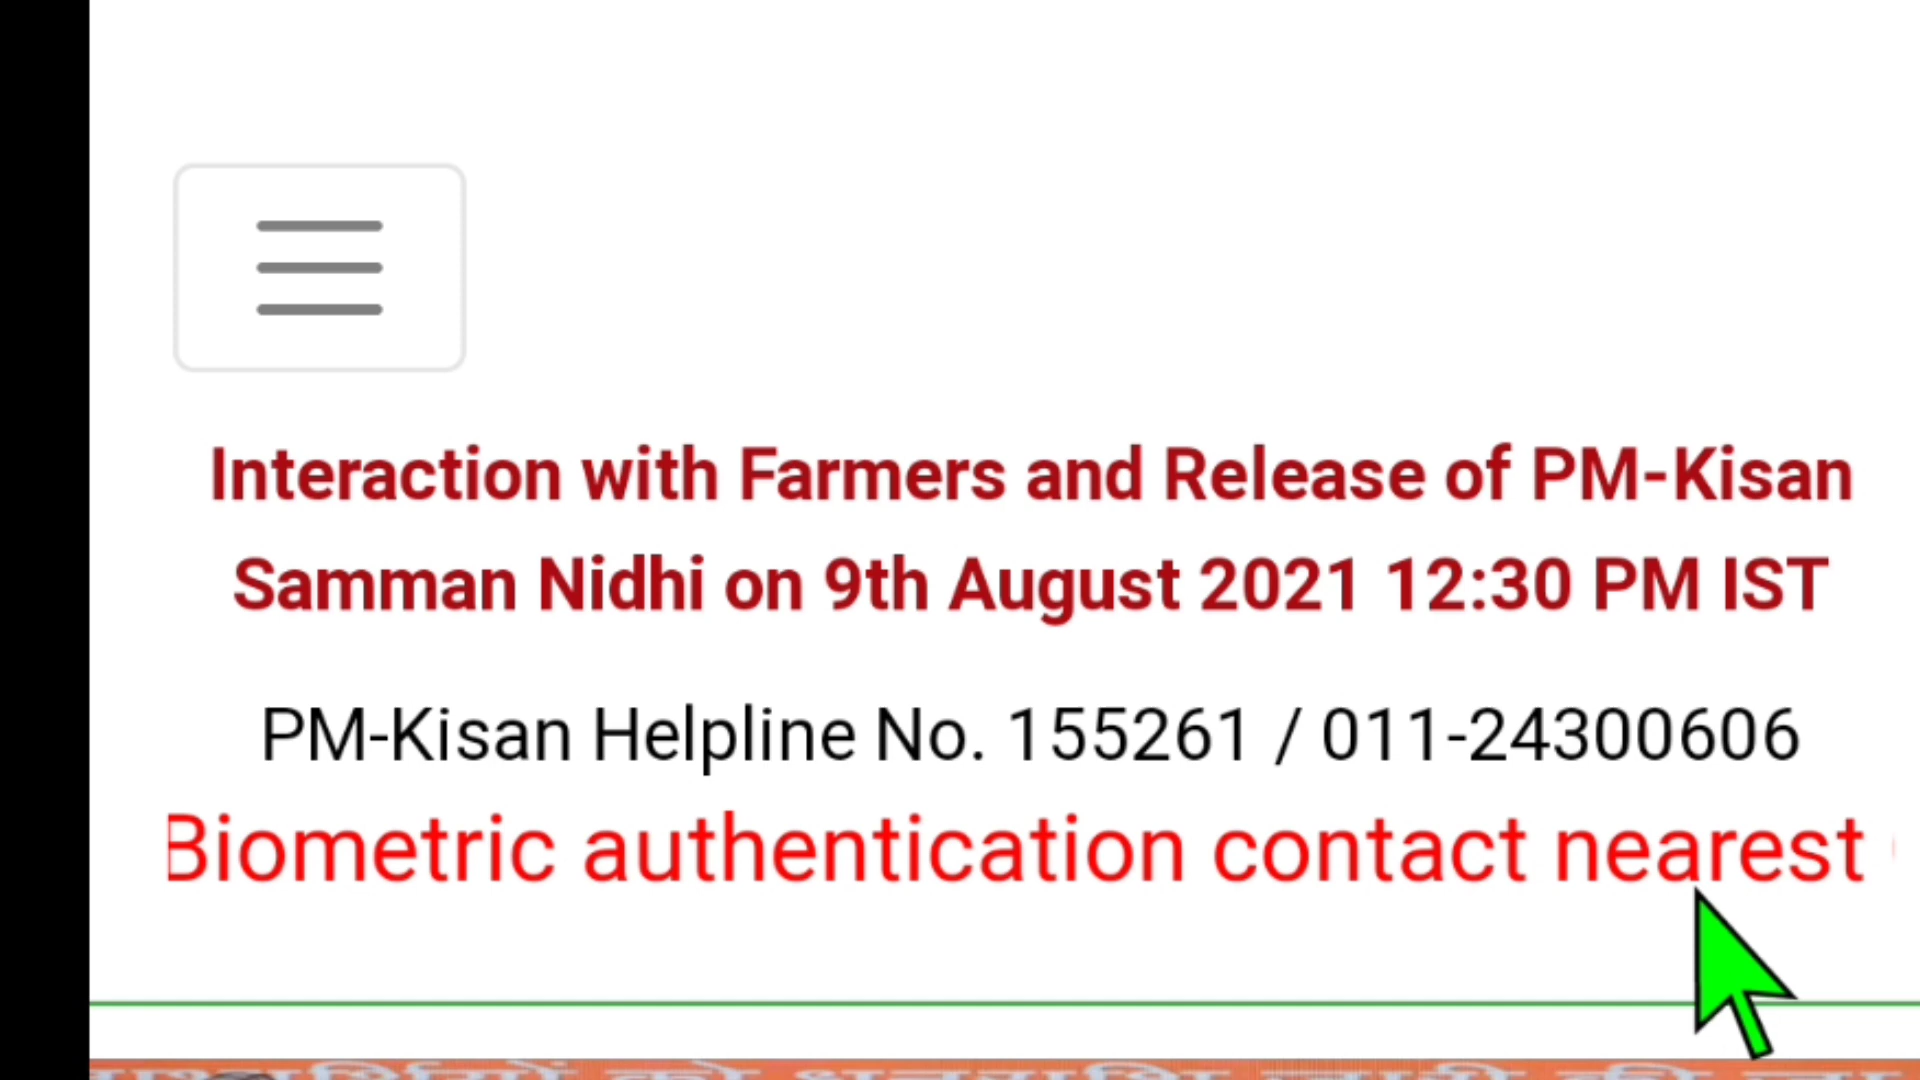 Interaction with Farmers and Release of PM-Kisan
Samman Nidhi on 9th August 2021 12:30 PM IST
PM-Kisan Helpline No. 155261 / 011-24300606
Biometric authentication contact nearest